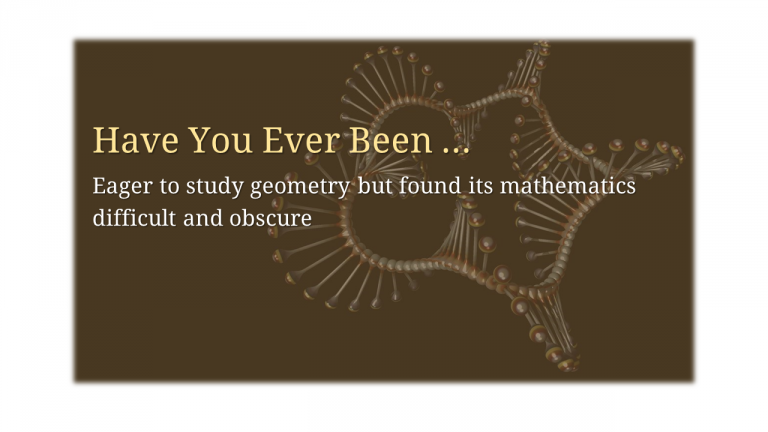 Have You Ever Been ...
Eager to study geometry but found its mathematics
difficult and obscure